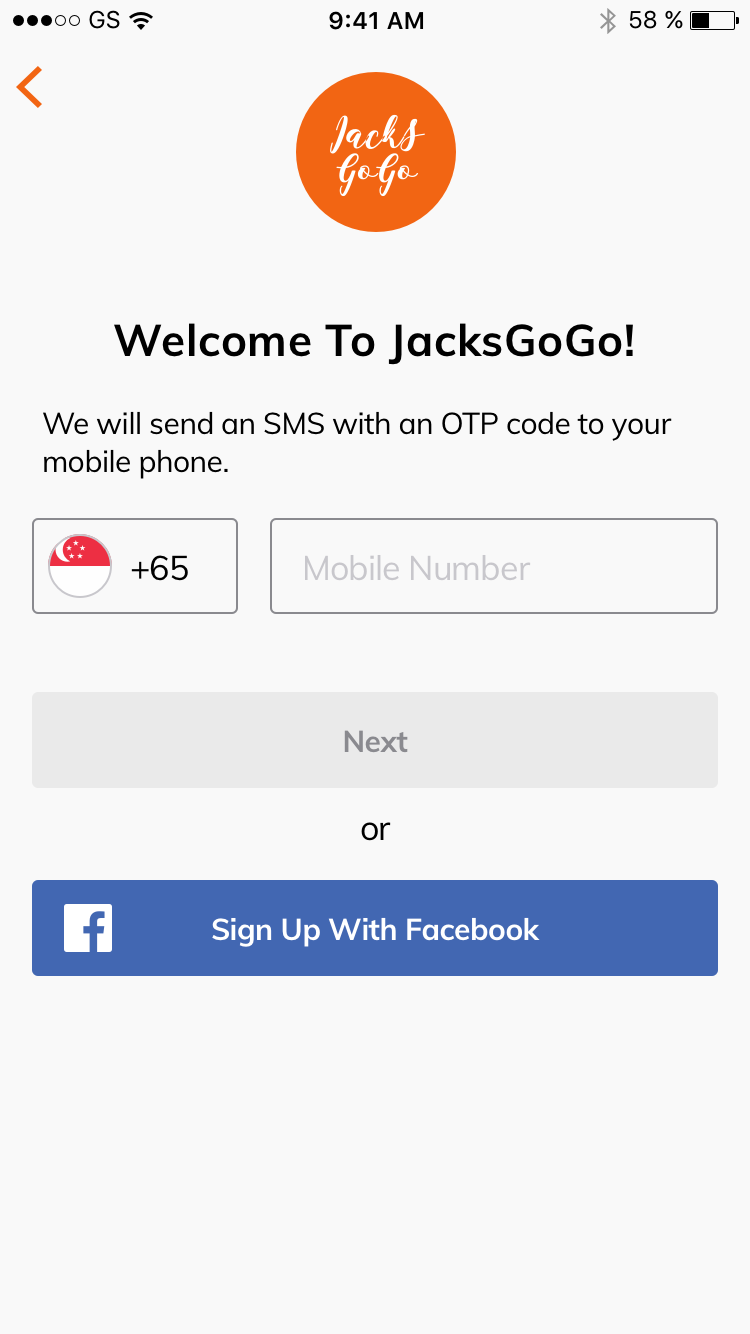 GS 9:41 AM 58 %
Jacks
GoGo
Welcome To JacksGoGo!
We will send an SMS with an OTP code to your
mobile phone.
+65 Mobile Number
Next
or
Sign Up With Facebook